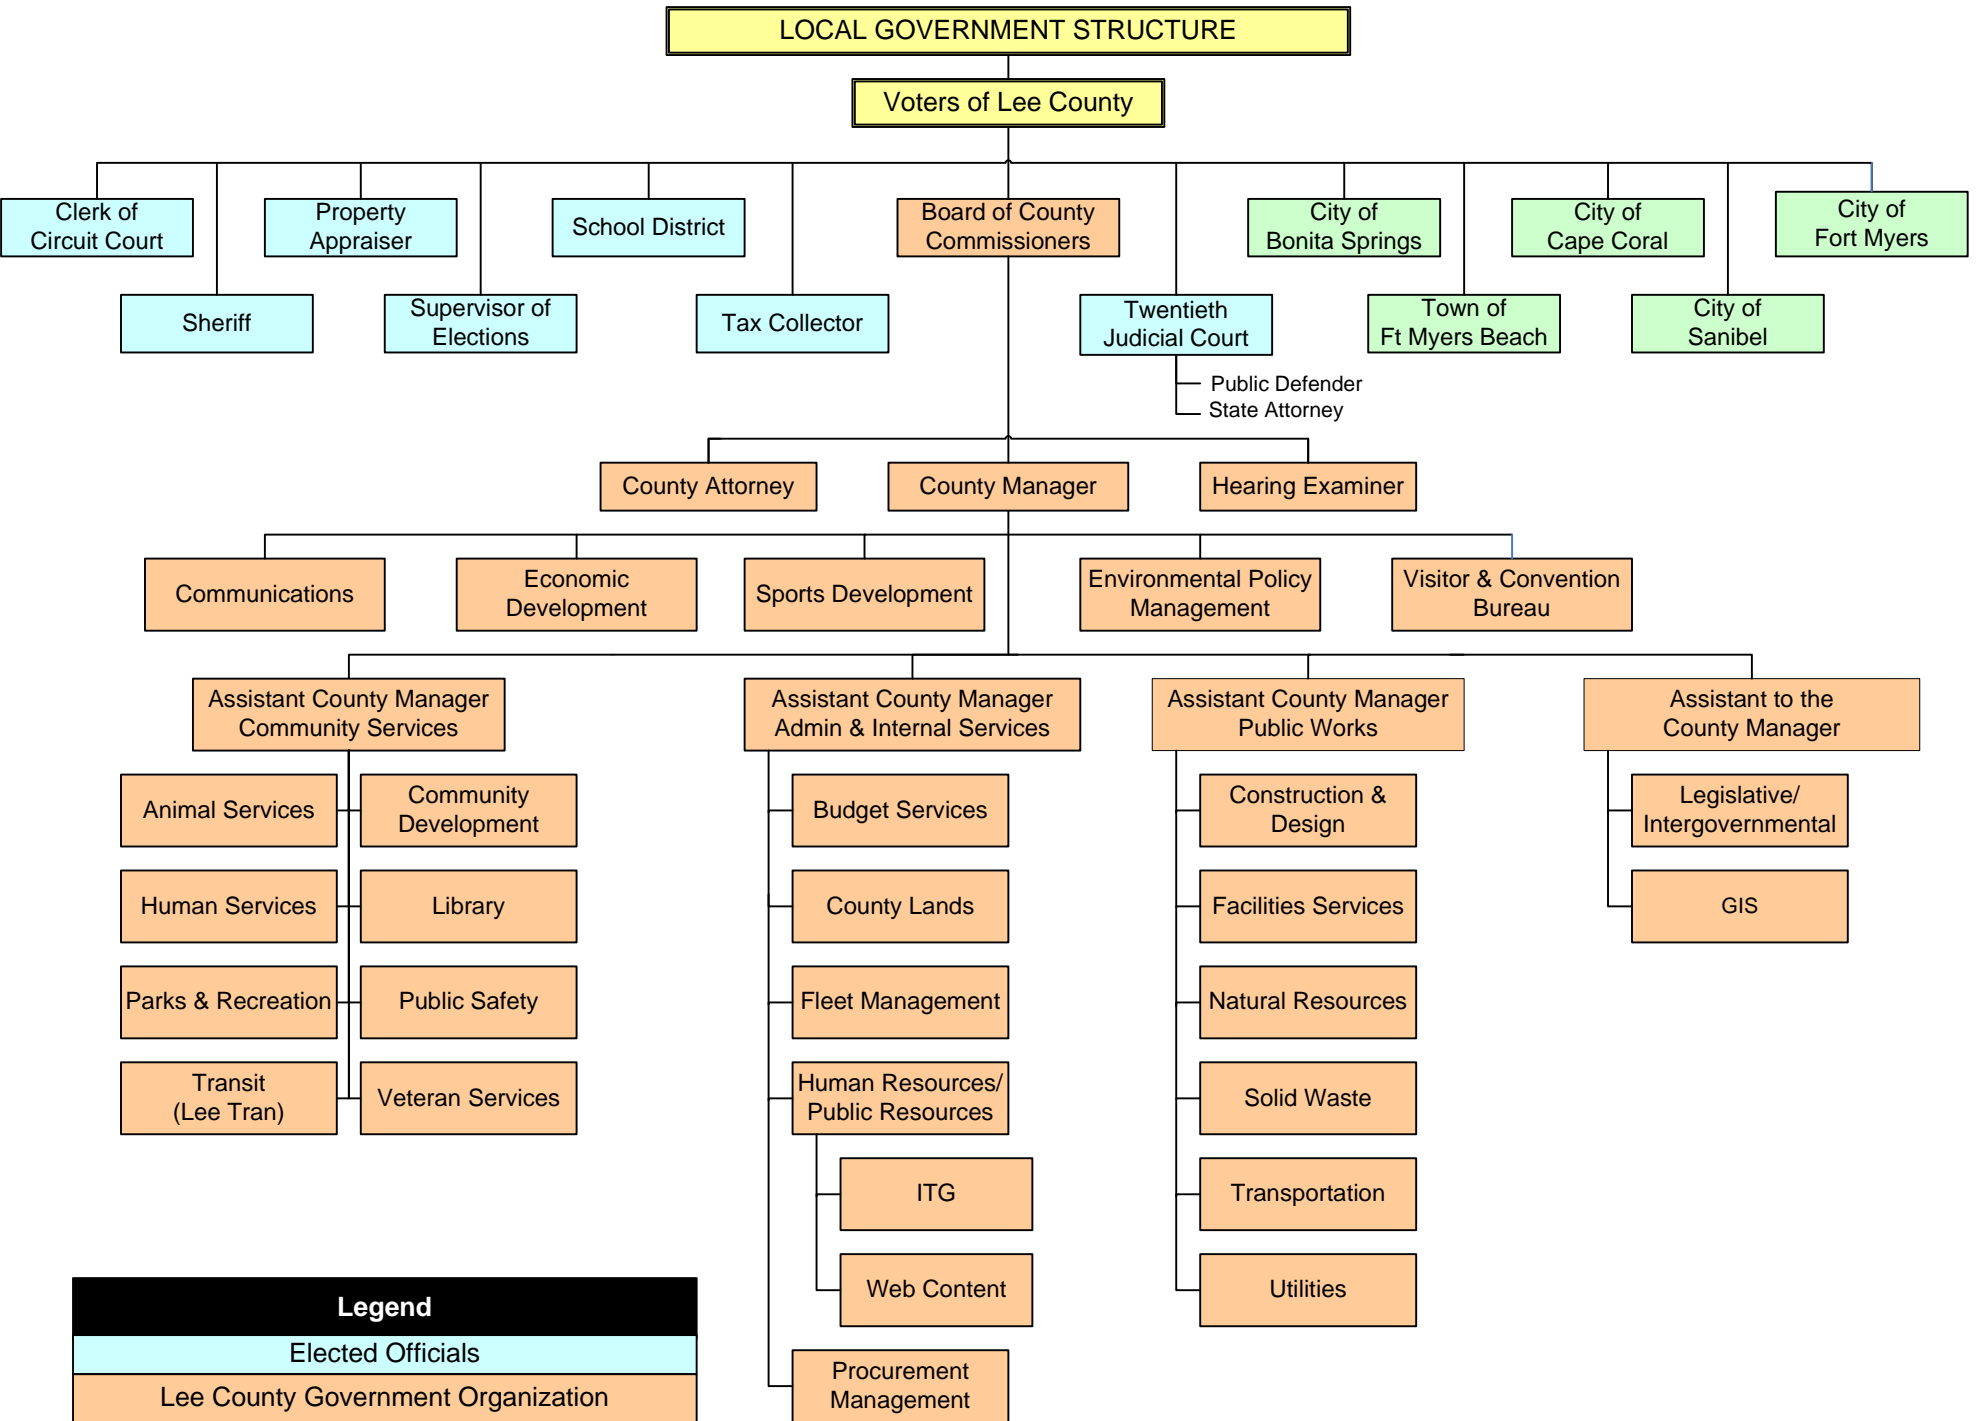 LOCAL GOVERNMENT STRUCTURE
Voters of Lee County
Clerk of
Circuit Court
Property
Appraiser
School District
Board of County
Commissioners
City of
Bonita Springs
City of
Cape Coral
City of
Fort Myers
Sheriff
Supervisor of
Elections
Tax Collector
Twentieth
Judicial Court
Town of
Ft Myers Beach
City of
Sanibel
Public Defender
State Attorney
County Attorney
County Manager
Hearing Examiner
Communications
Economic
Development
Sports Development
Environmental Policy
Management
Visitor & Convention
Bureau
Assistant County Manager
Community Services
Assistant County Manager
Admin & Internal Services
Assistant County Manager
Public Works
Assistant to the
County Manager
Animal Services
Community
Development
Human Services
Library
Parks & Recreation
Public Safety
Transit
(Lee Tran)
Veteran Services
Budget Services
County Lands
Fleet Management
Human Resources/
Public Resources
ITG
Web Content
Procurement
Management
Construction &
Design
Facilities Services
Natural Resources
Solid Waste
Transportation
Utilities
Legislative/
Intergovernmental
GIS
Legend
Elected Officials
Lee County Government Organization